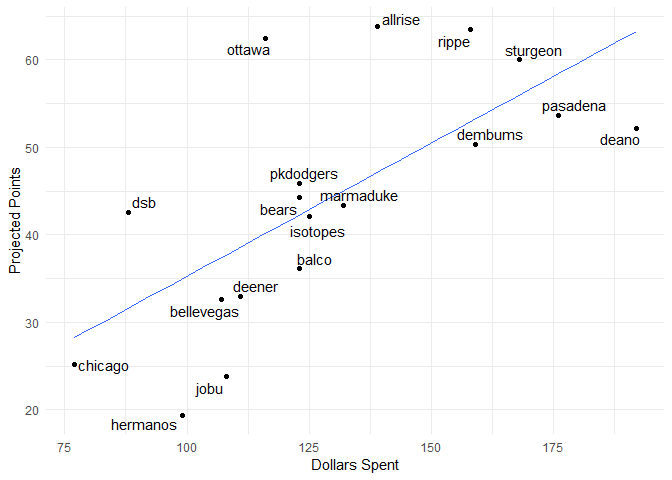 allrise
rippe
ottawa
sturgeon
pasadena
dembums
deano
pkdodgers
marmaduke
dsb
bears
isotopes
balco
deener
bellevegas
chicago
jobu
hermanos
60
50
40
30
20
75
100
125
150
175
Dollars Spent
Projected Points